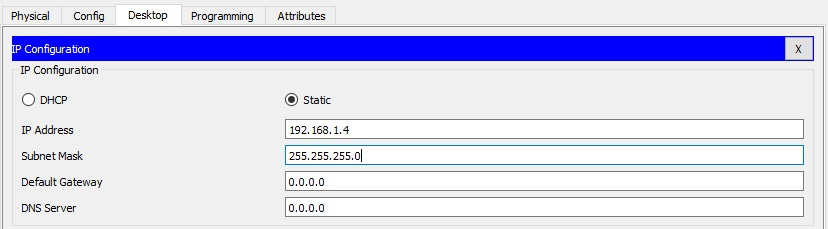 Physical Config Desktop Programming Attributes
IP Configuration X
IP Configuration
DHCP Static
IP Address 192.168.1.4
Subnet Mask 255.255.255.0
Default Gateway 0.0.0.0
DNS Server 0.0.0.0